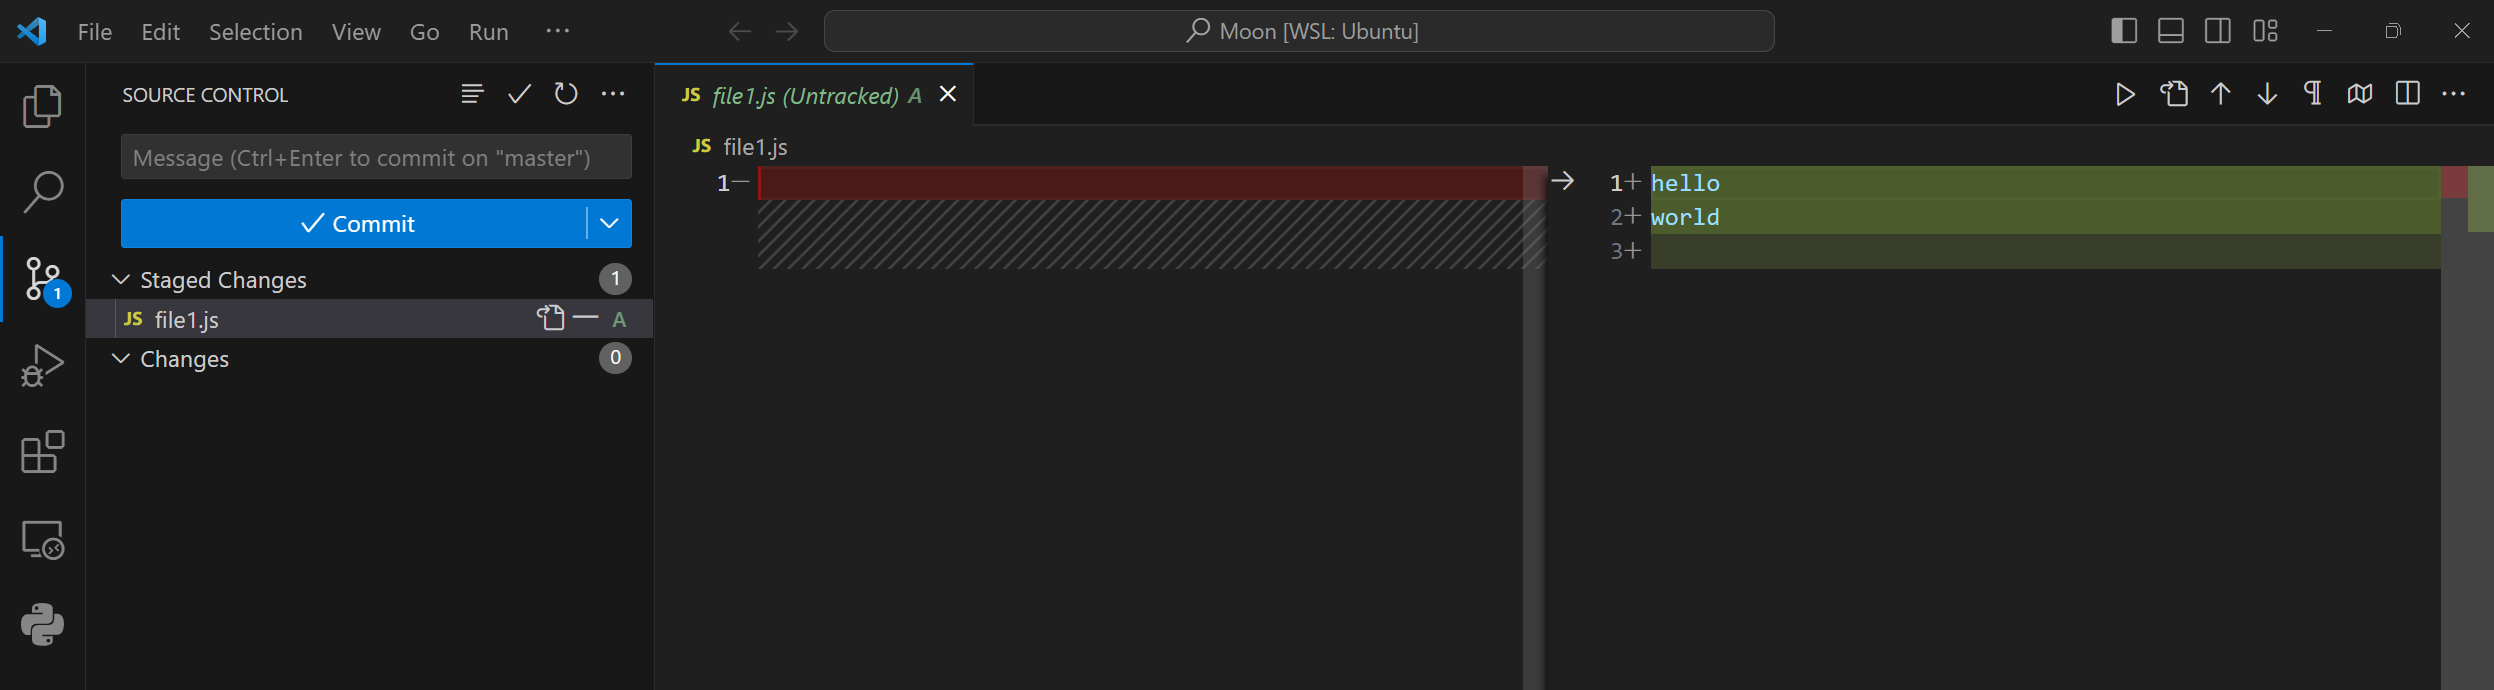 File Edit Selection View Go Run ···
Moon [WSL: Ubuntu]
SOURCE CONTROL
Message (Ctrl+Enter to commit on "master")
Commit
Staged Changes 1
JS file1.js A
Changes 0
1
JS file1.js (Untracked) A
JS file1.js
1—
1+ hello
2+ world
3+